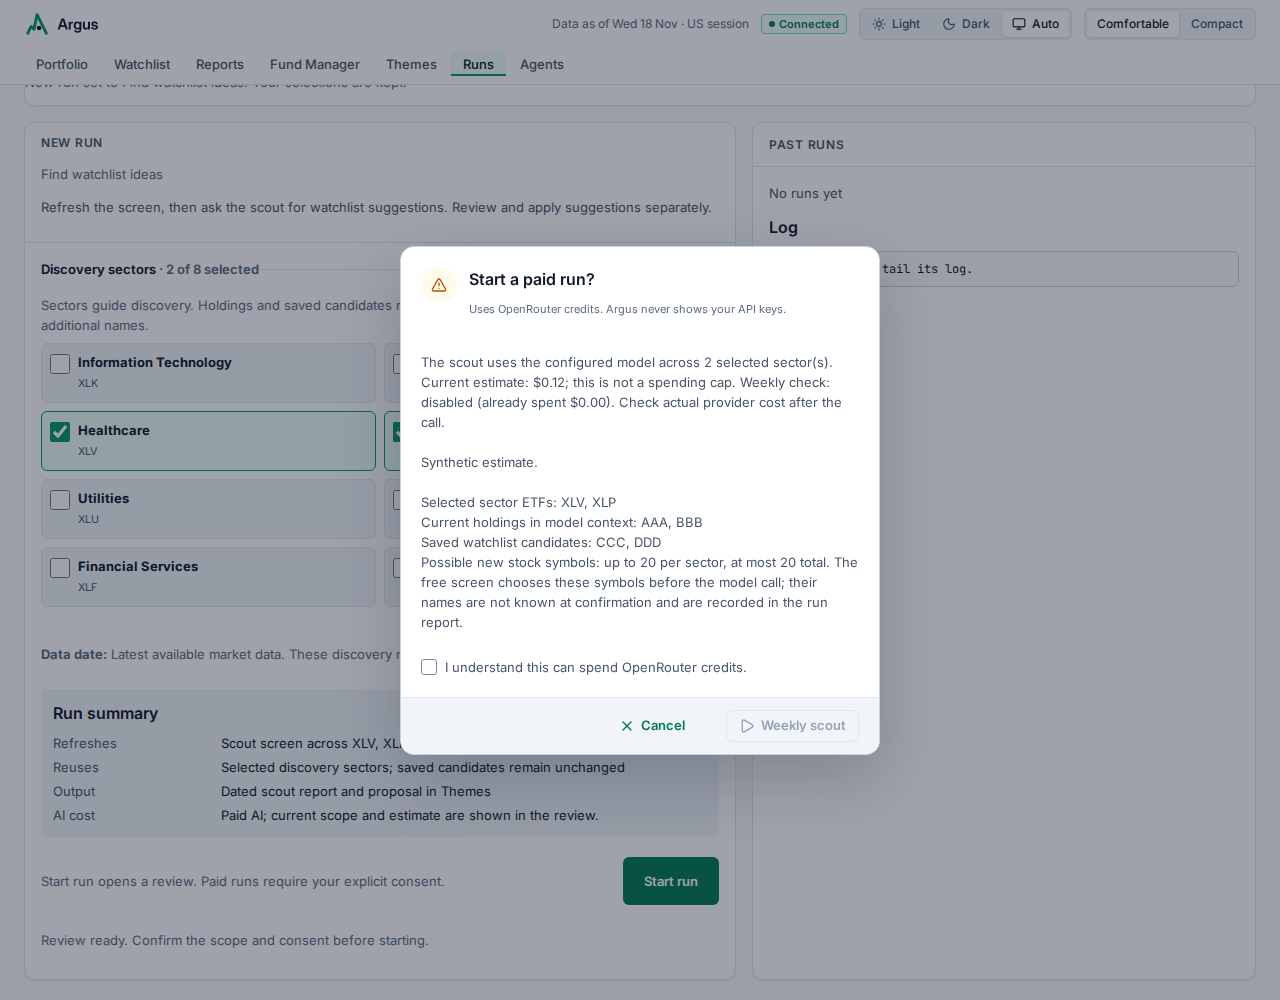 Argus
Data as of Wed 18 Nov · US session
Connected
Light
Dark
Auto
Comfortable
Compact
Portfolio
Watchlist
Reports
Fund Manager
Themes
Runs
Agents
New run set to Find watchlist ideas. Your selections are kept.
NEW RUN
Find watchlist ideas
Refresh the screen, then ask the scout for watchlist suggestions. Review and apply suggestions separately.
Discovery sectors · 2 of 8 selected
Sectors guide discovery. Holdings and saved candidates
additional names.
Information Technology
XLK
Healthcare
XLV
Utilities
XLU
Financial Services
XLF
Data date: Latest available market data. These discovery
Run summary
Refreshes
Scout screen across XLV,
Reuses
Selected discovery sectors; saved candidates remain unchanged
Output
Dated scout report and proposal in Themes
AI cost
Paid AI; current scope and estimate are shown in the review.
Start run opens a review. Paid runs require your explicit consent.
Start run
Review ready. Confirm the scope and consent before starting.
PAST RUNS
No runs yet
Log
tail its log.
Start a paid run?
Uses OpenRouter credits. Argus never shows your API keys.
The scout uses the configured model across 2 selected sector(s).
Current estimate: $0.12; this is not a spending cap. Weekly check:
disabled (already spent $0.00). Check actual provider cost after the
call.
Synthetic estimate.
Selected sector ETFs: XLV, XLP
Current holdings in model context: AAA, BBB
Saved watchlist candidates: CCC, DDD
Possible new stock symbols: up to 20 per sector, at most 20 total. The
free screen chooses these symbols before the model call; their
names are not known at confirmation and are recorded in the run
report.
I understand this can spend OpenRouter credits.
Cancel
Weekly scout